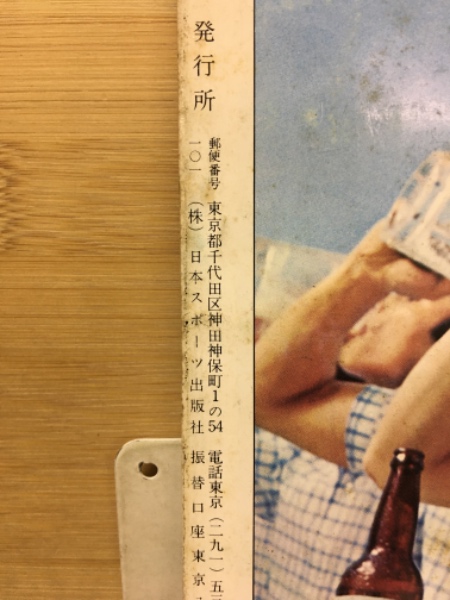 発行所
郵便番号 東京都千代田区神田神保町1の54 電話東京(二九一)五
一〇一 (株)日本スポーツ出版社 振替口座東京